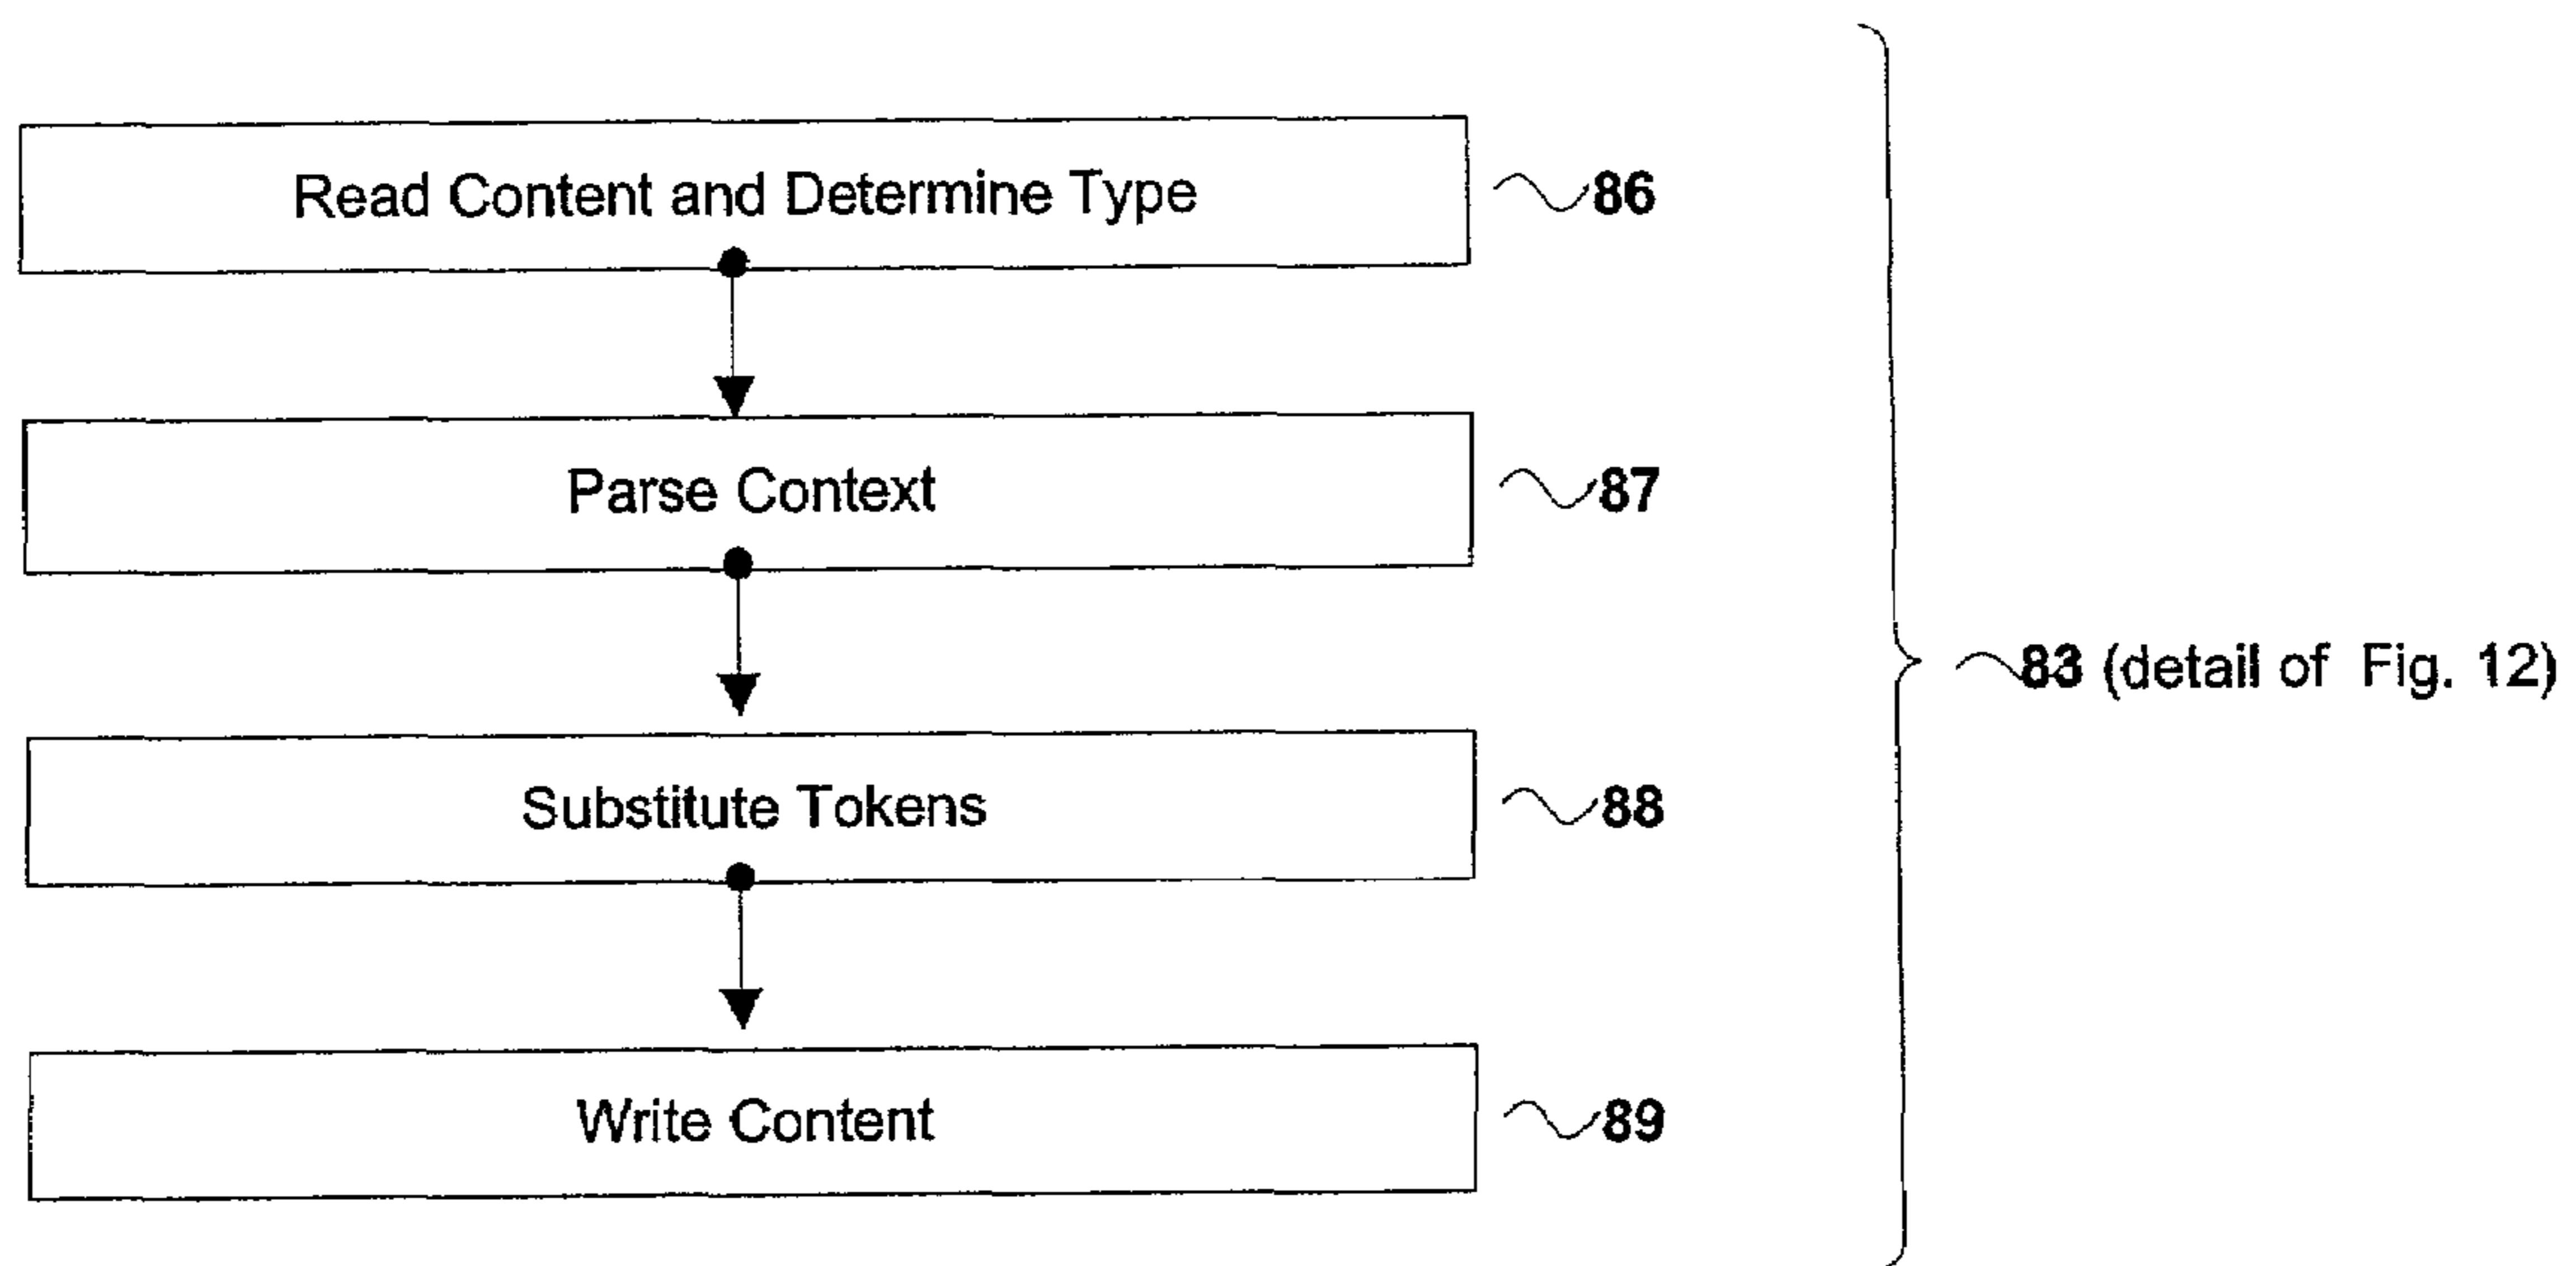 Read Content and Determine Type 86
Parse Context 87
83 (detail of Fig. 12)
Substitute Tokens 88
Write Content 89